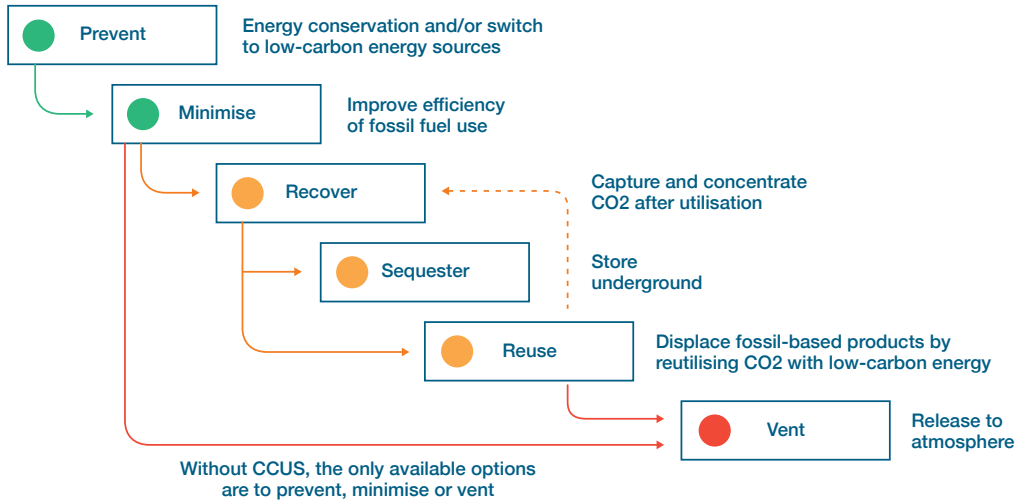 Prevent
Energy conservation and/or switch
to low-carbon energy sources
Minimise
Improve efficiency
of fossil fuel use
Recover
Capture and concentrate
CO2 after utilisation
Sequester
Store
underground
Reuse
Displace fossil-based products by
reutilising CO2 with low-carbon energy
Vent
Release to
atmosphere
Without CCUS, the only available options
are to prevent, minimise or vent